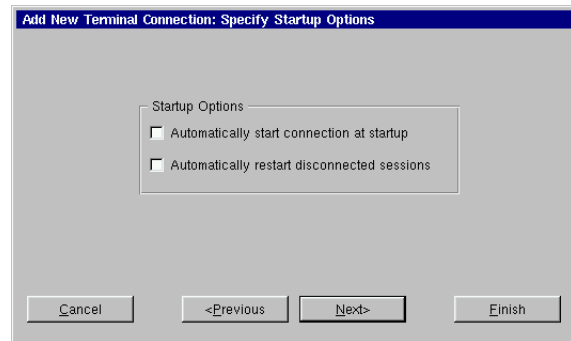 Add New Terminal Connection: Specify Startup Options
Startup Options
Automatically start connection at startup
Automatically restart disconnected sessions
Cancel <Previous Next> Finish